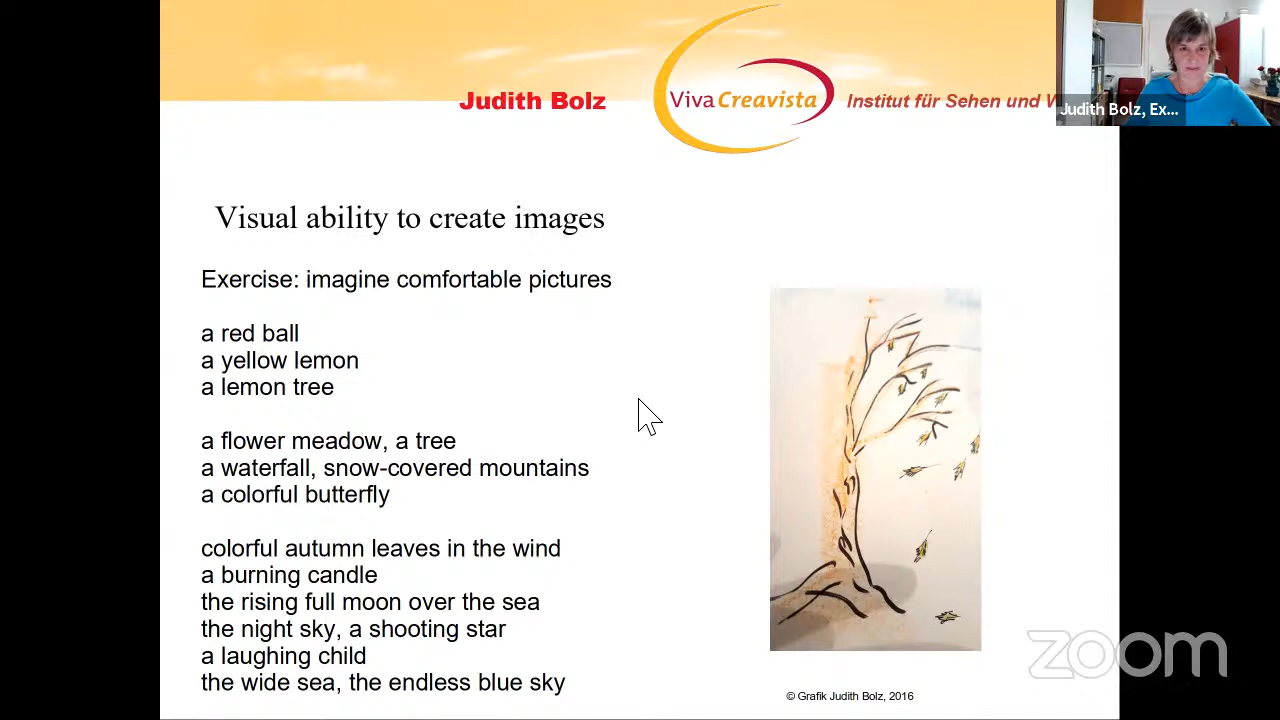 Judith Bolz
VivaCreavista
Institut für Sehen und
Judith Bolz, Ex...
Visual ability to create images
Exercise: imagine comfortable pictures
a red ball
a yellow lemon
a lemon tree
a flower meadow, a tree
a waterfall, snow-covered mountains
a colorful butterfly
colorful autumn leaves in the wind
a burning candle
the rising full moon over the sea
the night sky, a shooting star
a laughing child
the wide sea, the endless blue sky
© Grafik Judith Bolz, 2016
zoom